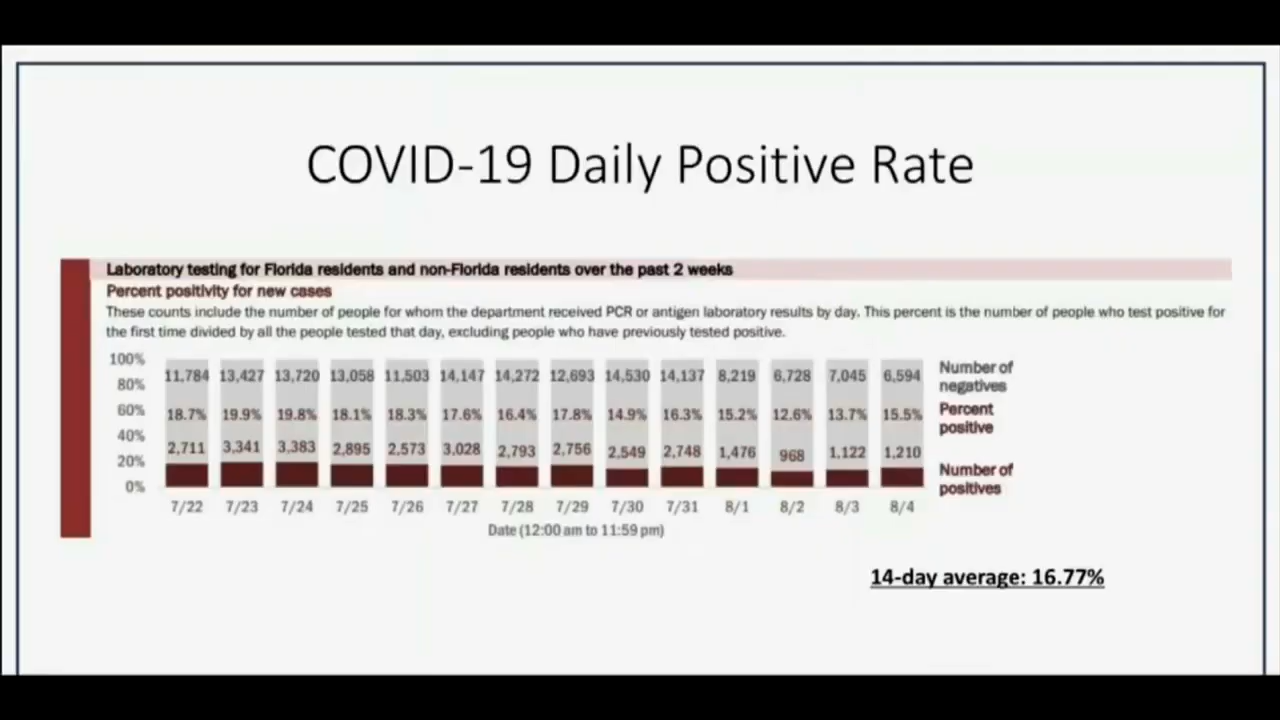 COVID-19 Daily Positive Rate
Laboratory testing for Florida residents and non-Florida residents over the past 2 weeks
Percent positivity for new cases
These counts include the number of people for whom the department received PCR or antigen laboratory results by day. This percent is the number of people who test positive for
the first time divided by all the people tested that day, excluding people who have previously tested positive.
100%
80%
60%
40%
20%
0%
11,784 13,427 13,720 13,058 11,503 14,147 14,272 12,693 14,530 14,137 8,219 6,728 7,045 6,594
Number of
negatives
18.7% 19.9% 19.8% 18.1% 18.3% 17.6% 16.4% 17.8% 14.9% 16.3% 15.2% 12.6% 13.7% 15.5%
Percent
positive
2,711 3,341 3,383 2,895 2,573 3,028 2,793 2,756 2,549 2,748 1,476 968 1,122 1,210
Number of
positives
7/22 7/23 7/24 7/25 7/26 7/27 7/28 7/29 7/30 7/31 8/1 8/2 8/3 8/4
Date (12:00 am to 11:59 pm)
14-day average: 16.77%